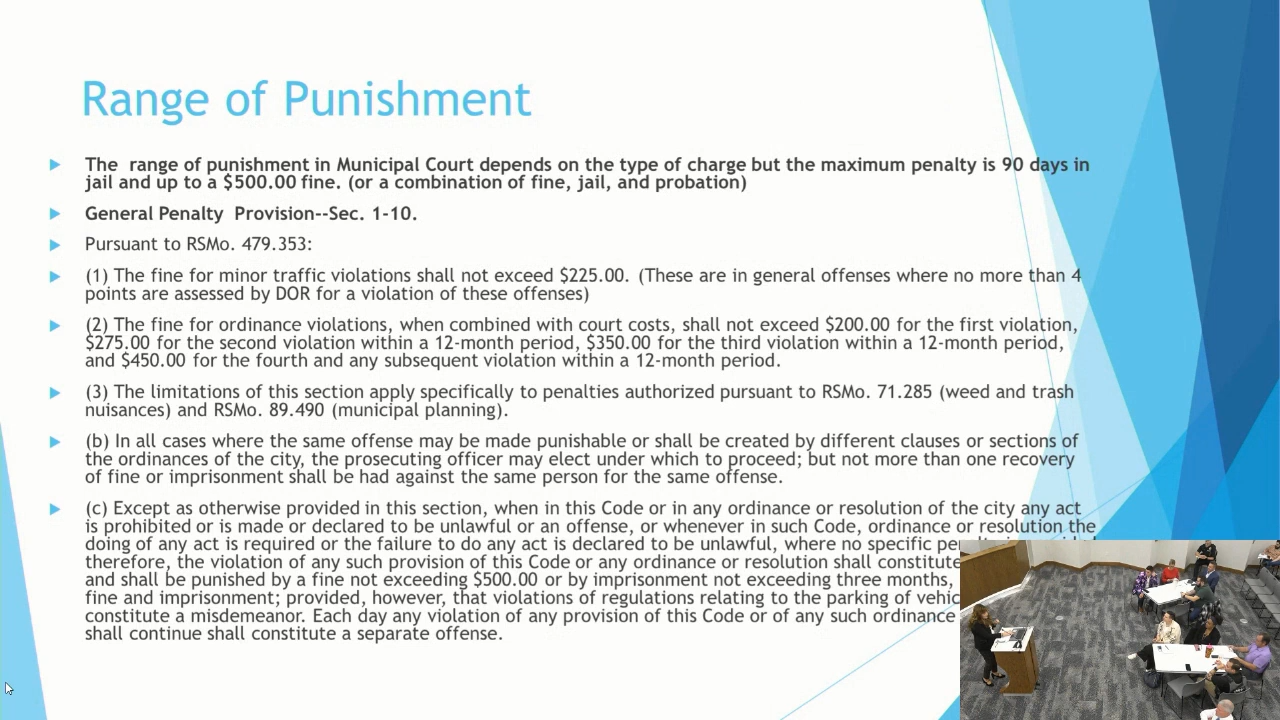 Range of Punishment
The  range of punishment in Municipal Court depends on the type of charge but the maximum penalty is 90 days in
jail and up to a $500.00 fine. (or a combination of fine, jail, and probation)
General Penalty  Provision--Sec. 1-10.
Pursuant to RSMo. 479.353:
(1) The fine for minor traffic violations shall not exceed $225.00. (These are in general offenses where no more than 4
points are assessed by DOR for a violation of these offenses)
(2) The fine for ordinance violations, when combined with court costs, shall not exceed $200.00 for the first violation,
$275.00 for the second violation within a 12-month period, $350.00 for the third violation within a 12-month period,
and $450.00 for the fourth and any subsequent violation within a 12-month period.
(3) The limitations of this section apply specifically to penalties authorized pursuant to RSMo. 71.285 (weed and trash
nuisances) and RSMo. 89.490 (municipal planning).
(b) In all cases where the same offense may be made punishable or shall be created by different clauses or sections of
the ordinances of the city, the prosecuting officer may elect under which to proceed; but not more than one recovery
of fine or imprisonment shall be had against the same person for the same offense.
(c) Except as otherwise provided in this section, when in this Code or in any ordinance or resolution of the city any act
is prohibited or is made or declared to be unlawful or an offense, or whenever in such Code, ordinance or resolution the
doing of any act is required or the failure to do any act is declared to be unlawful, where no specific
therefore, the violation of any such provision of this Code or any ordinance or resolution shall constitute
and shall be punished by a fine not exceeding $500.00 or by imprisonment not exceeding three months,
fine and imprisonment; provided, however, that violations of regulations relating to the parking of
constitute a misdemeanor. Each day any violation of any provision of this Code or of any such ordinance
shall continue shall constitute a separate offense.